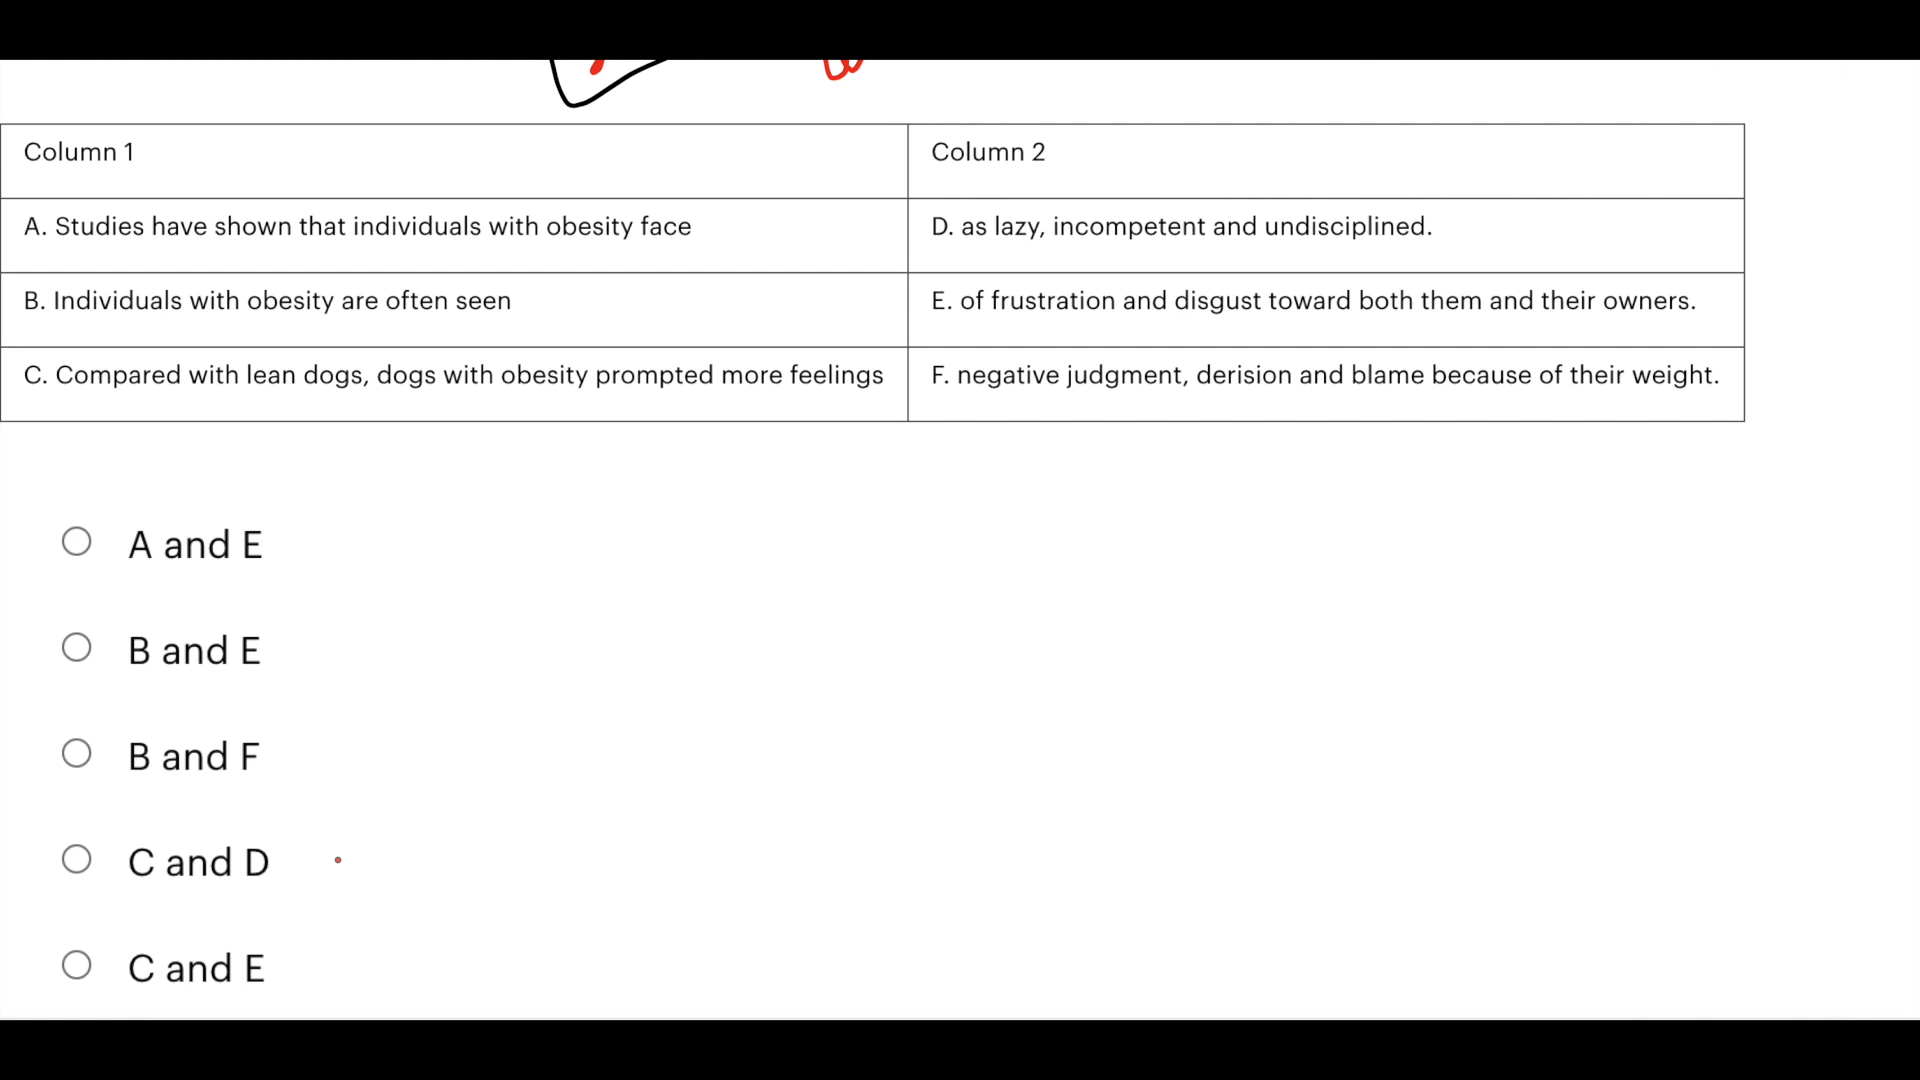 Column 1
Column 2
A. Studies have shown that individuals with obesity face
D. as lazy, incompetent and undisciplined.
B. Individuals with obesity are often seen
E. of frustration and disgust toward both them and their owners.
C. Compared with lean dogs, dogs with obesity prompted more feelings
F. negative judgment, derision and blame because of their weight.
A and E
B and E
B and F
C and D
C and E